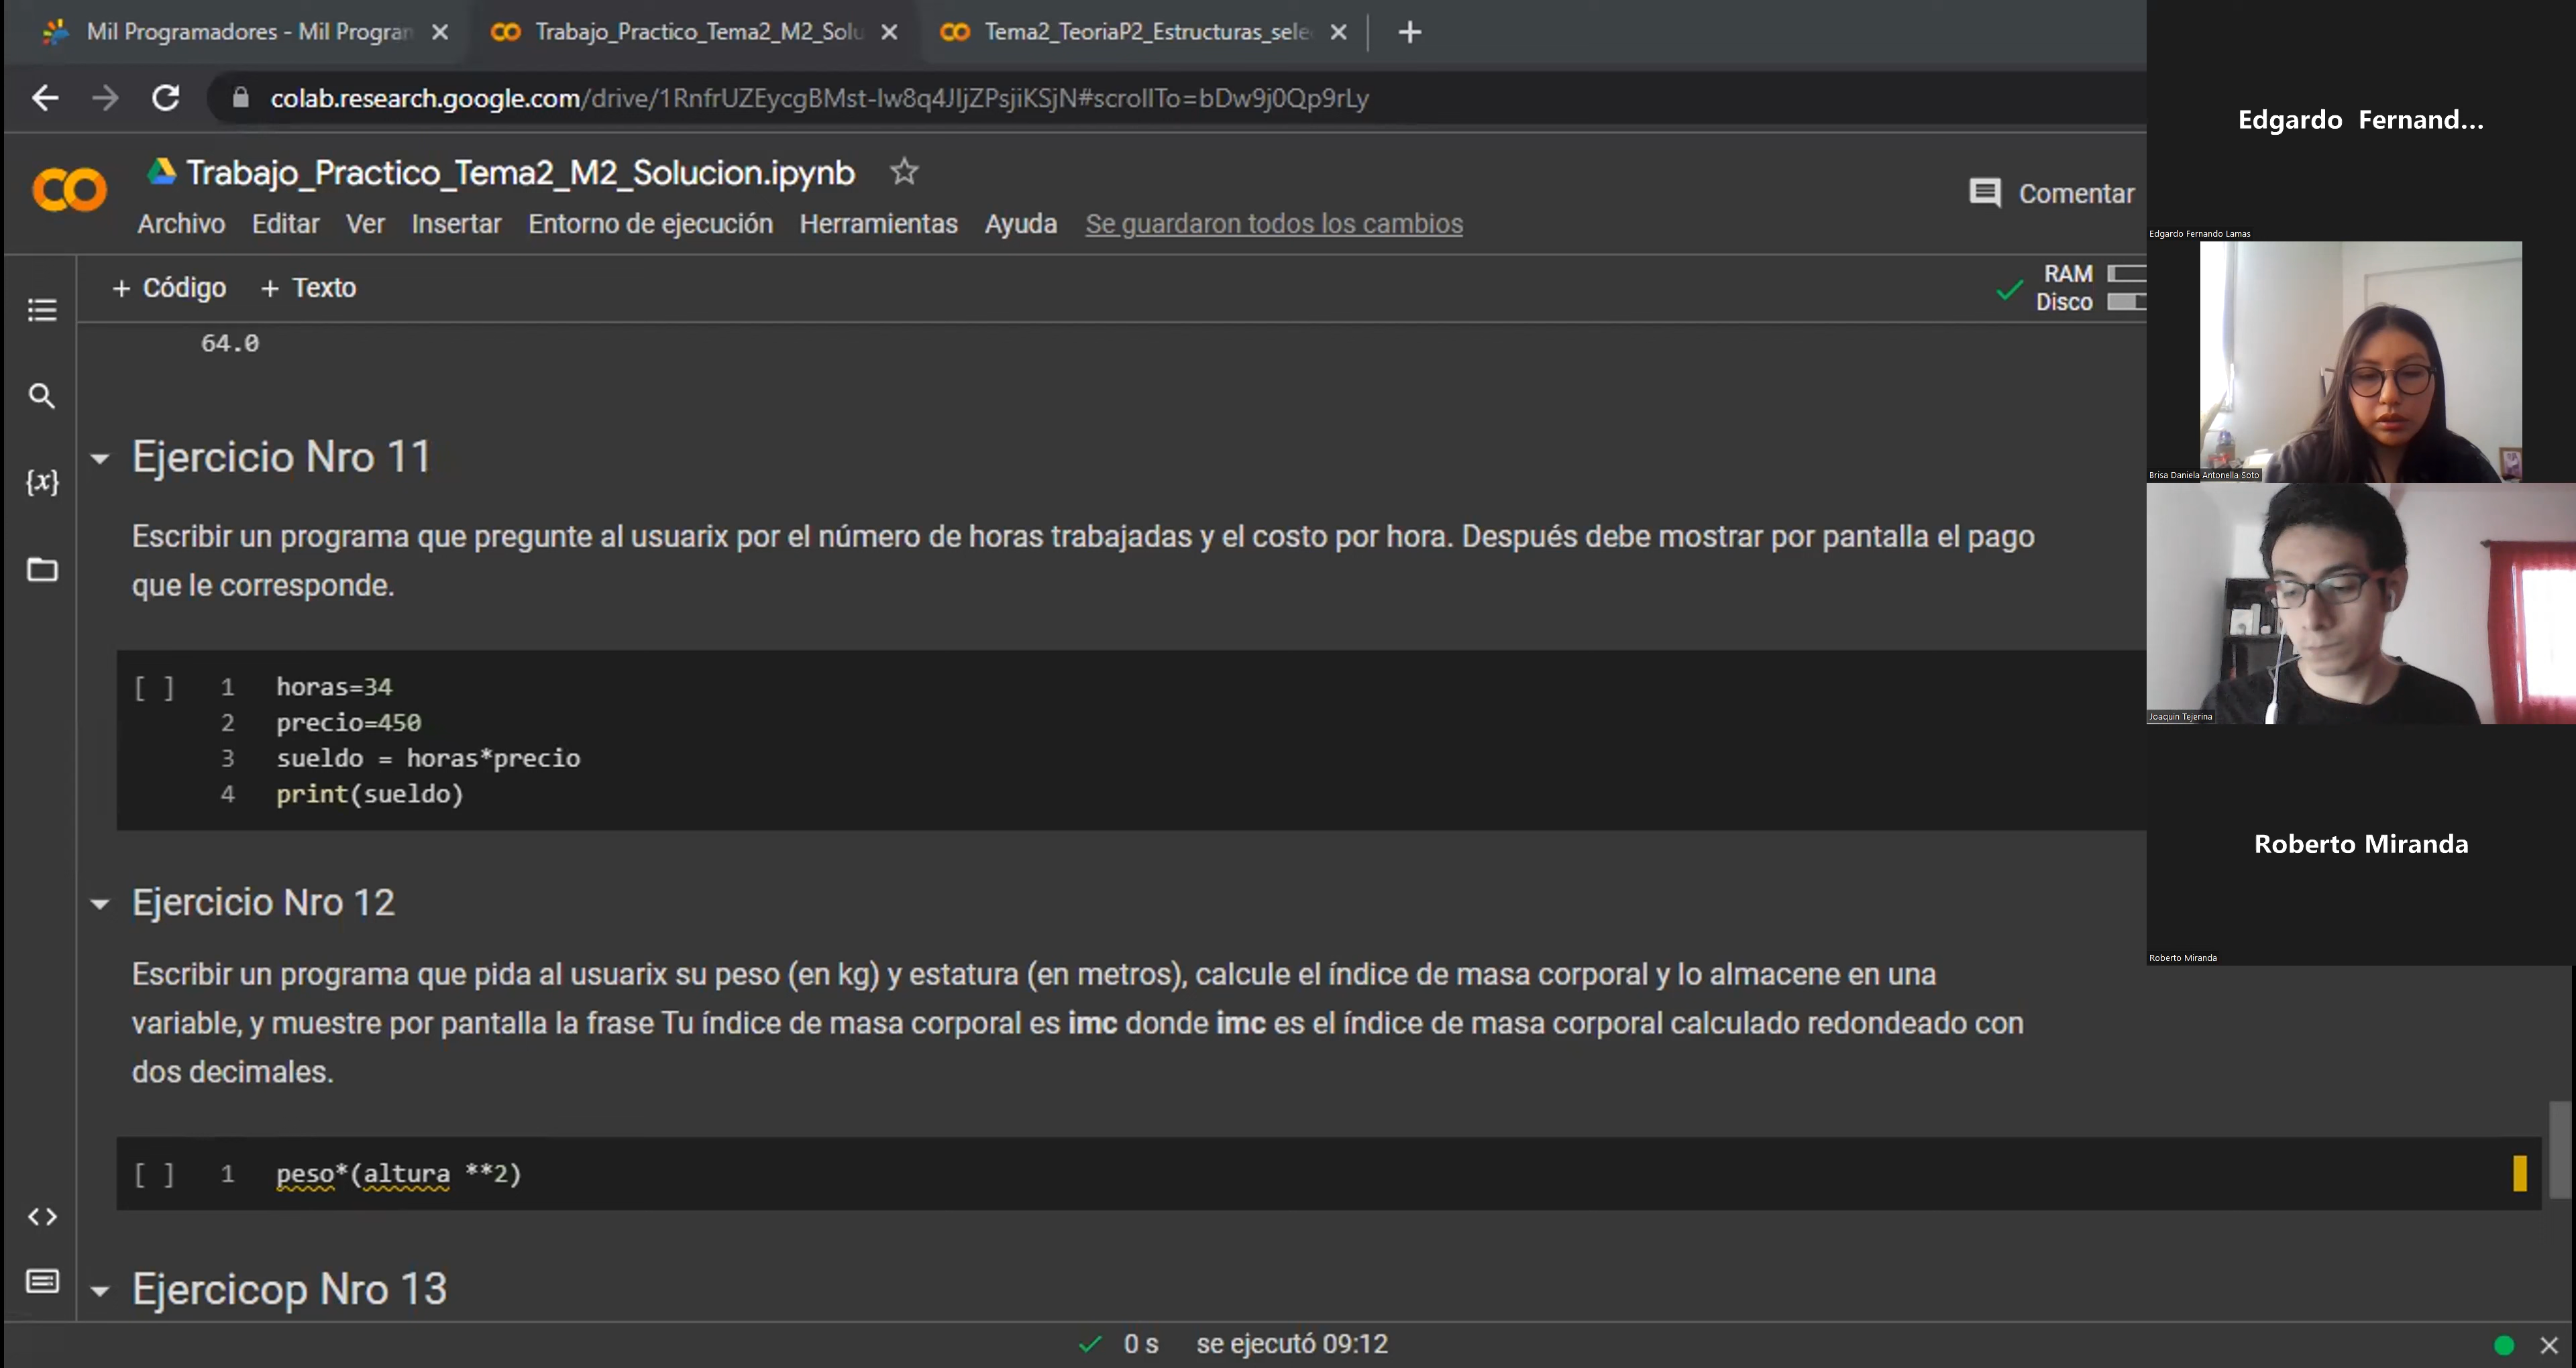 Mil Programadores - Mil Program
Trabajo_Practico_Tema2_M2_Solu
Tema2_TeoriaP2_Estructuras_sele
colab.research.google.com/drive/1RnfrUZEycgBMst-lw8q4JIjZPsjiKSjN#scrollTo=bDw9j0Qp9rLy
Trabajo_Practico_Tema2_M2_Solucion.ipynb
Comentar
Archivo Editar Ver Insertar Entorno de ejecución Herramientas Ayuda Se guardaron todos los cambios
+ Código + Texto
RAM
Disco
64.0
Ejercicio Nro 11
{x}
Escribir un programa que pregunte al usuarix por el número de horas trabajadas y el costo por hora. Después debe mostrar por pantalla el pago
que le corresponde.
[ ] 1 horas=34
2 precio=450
3 sueldo = horas*precio
4 print(sueldo)
Ejercicio Nro 12
Escribir un programa que pida al usuarix su peso (en kg) y estatura (en metros), calcule el índice de masa corporal y lo almacene en una
variable, y muestre por pantalla la frase Tu índice de masa corporal es imc donde imc es el índice de masa corporal calculado redondeado con
dos decimales.
[ ] 1 peso*(altura **2)
Ejercicop Nro 13
0 s se ejecutó 09:12
Edgardo Fernand...
Edgardo Fernando Lamas
Brisa Daniela Antonella Soto
Joaquin Tejerina
Roberto Miranda
Roberto Miranda